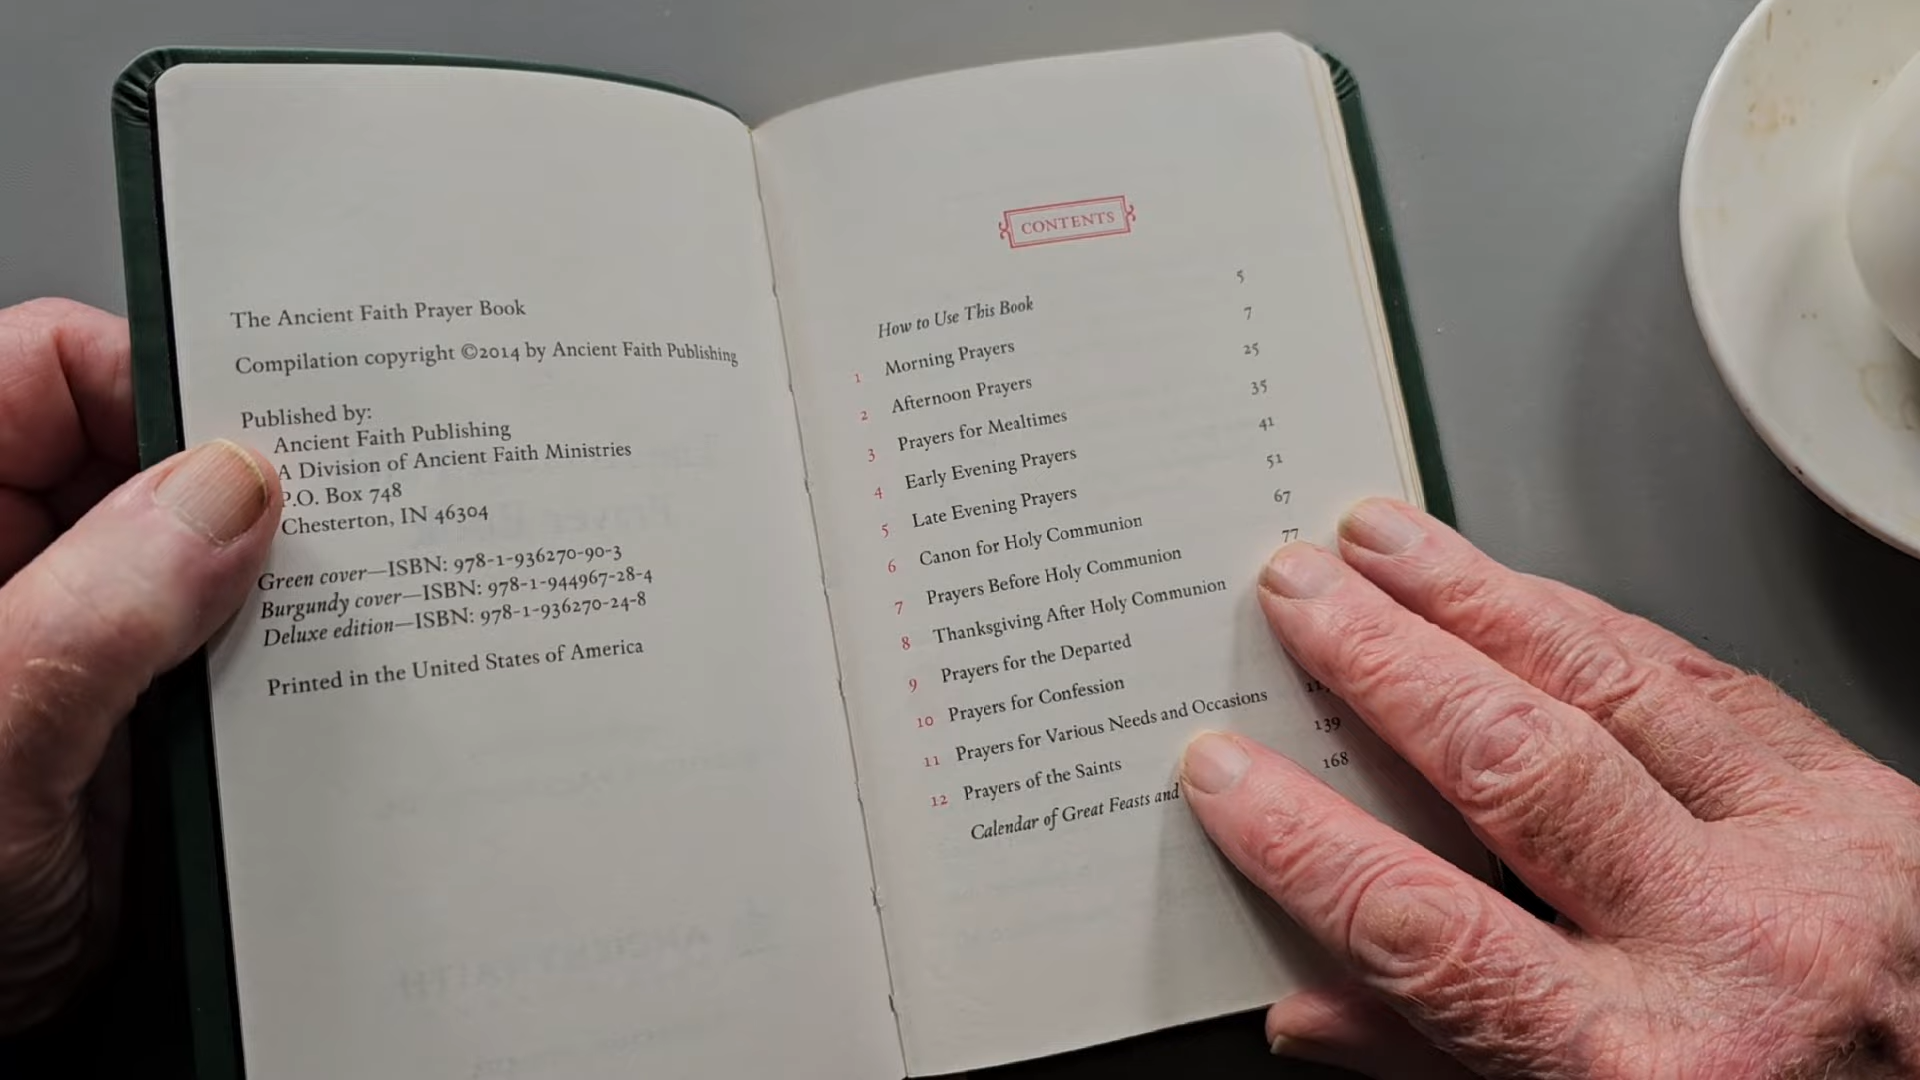 The Ancient Faith Prayer Book
Compilation copyright ©2014 by Ancient Faith Publishing
Published by:
Ancient Faith Publishing
A Division of Ancient Faith Ministries
P.O. Box 748
Chesterton, IN 46304
Green cover—ISBN: 978-1-936270-90-3
Burgundy cover—ISBN: 978-1-944967-28-4
Deluxe edition—ISBN: 978-1-936270-24-8
Printed in the United States of America
CONTENTS
How to Use This Book 5
1 Morning Prayers 7
2 Afternoon Prayers 25
3 Prayers for Mealtimes 35
4 Early Evening Prayers 41
5 Late Evening Prayers 51
6 Canon for Holy Communion 67
7 Prayers Before Holy Communion 77
8 Thanksgiving After Holy Communion
9 Prayers for the Departed
10 Prayers for Confession
11 Prayers for Various Needs and Occasions
12 Prayers of the Saints 139
Calendar of Great Feasts and 168